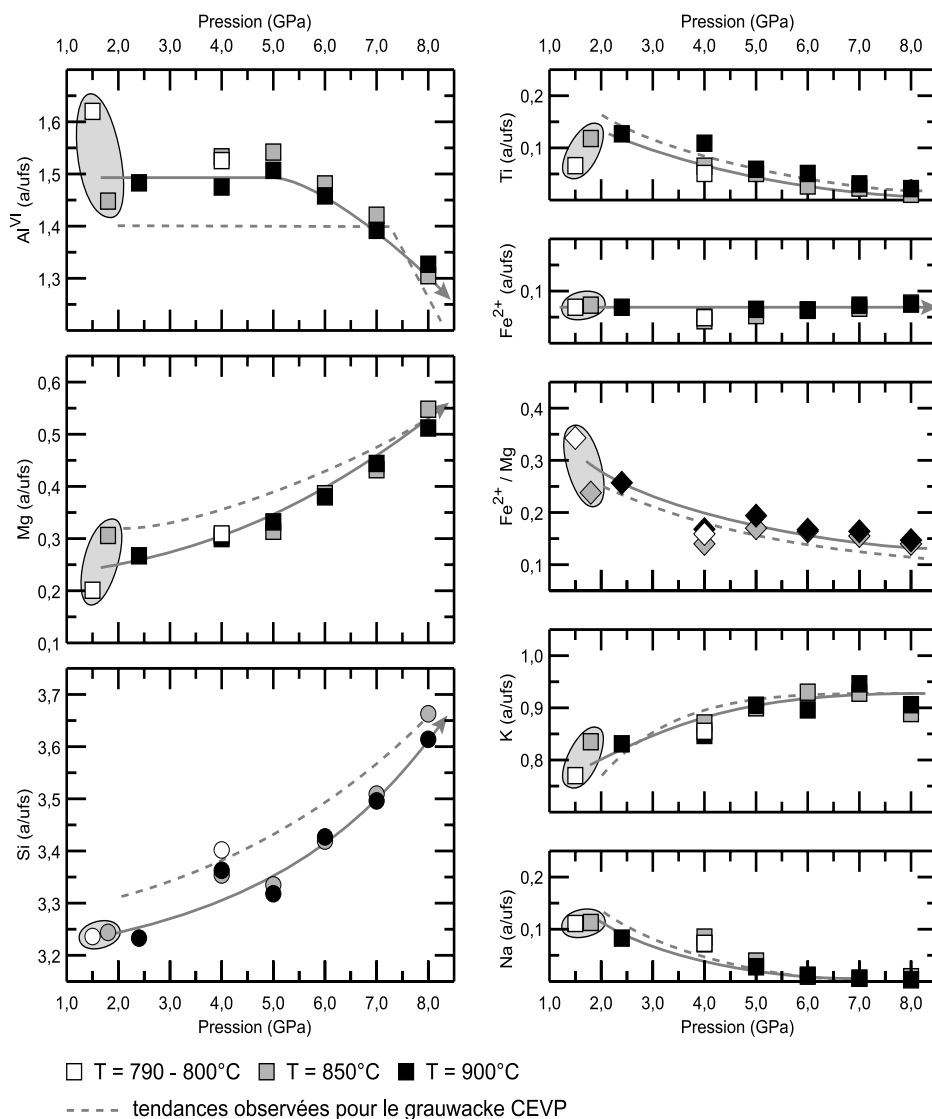 Pression (GPa)
1,0 2,0 3,0 4,0 5,0 6,0 7,0 8,0
1,6
1,5
1,4
1,3
Al^VI (a/ufs)
0,6
0,5
0,4
0,3
0,2
0,1
Mg (a/ufs)
3,7
3,6
3,5
3,4
3,3
3,2
Si (a/ufs)
1,0 2,0 3,0 4,0 5,0 6,0 7,0 8,0
Pression (GPa)
Pression (GPa)
1,0 2,0 3,0 4,0 5,0 6,0 7,0 8,0
0,2
0,1
Ti (a/ufs)
0,1
Fe²⁺ (a/ufs)
0,4
0,3
0,2
0,1
Fe²⁺ / Mg
1,0
0,9
0,8
K (a/ufs)
0,2
0,1
Na (a/ufs)
1,0 2,0 3,0 4,0 5,0 6,0 7,0 8,0
Pression (GPa)
T = 790 - 800°C T = 850°C T = 900°C
tendances observées pour le grauwacke CEVP